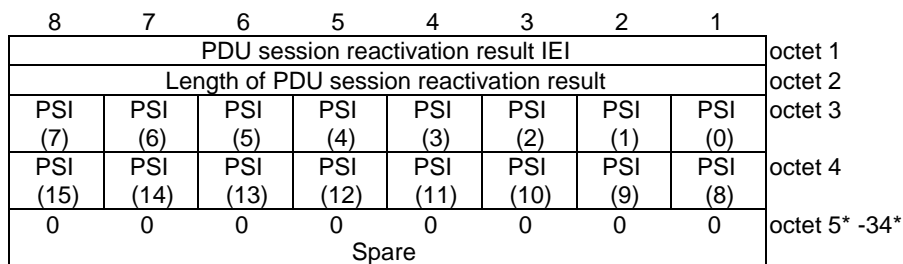 8 7 6 5 4 3 2 1
PDU session reactivation result IEI octet 1
Length of PDU session reactivation result octet 2
PSI PSI PSI PSI PSI PSI PSI PSI octet 3
(7) (6) (5) (4) (3) (2) (1) (0)
PSI PSI PSI PSI PSI PSI PSI PSI octet 4
(15) (14) (13) (12) (11) (10) (9) (8)
0 0 0 0 0 0 0 0 octet 5* -34*
Spare